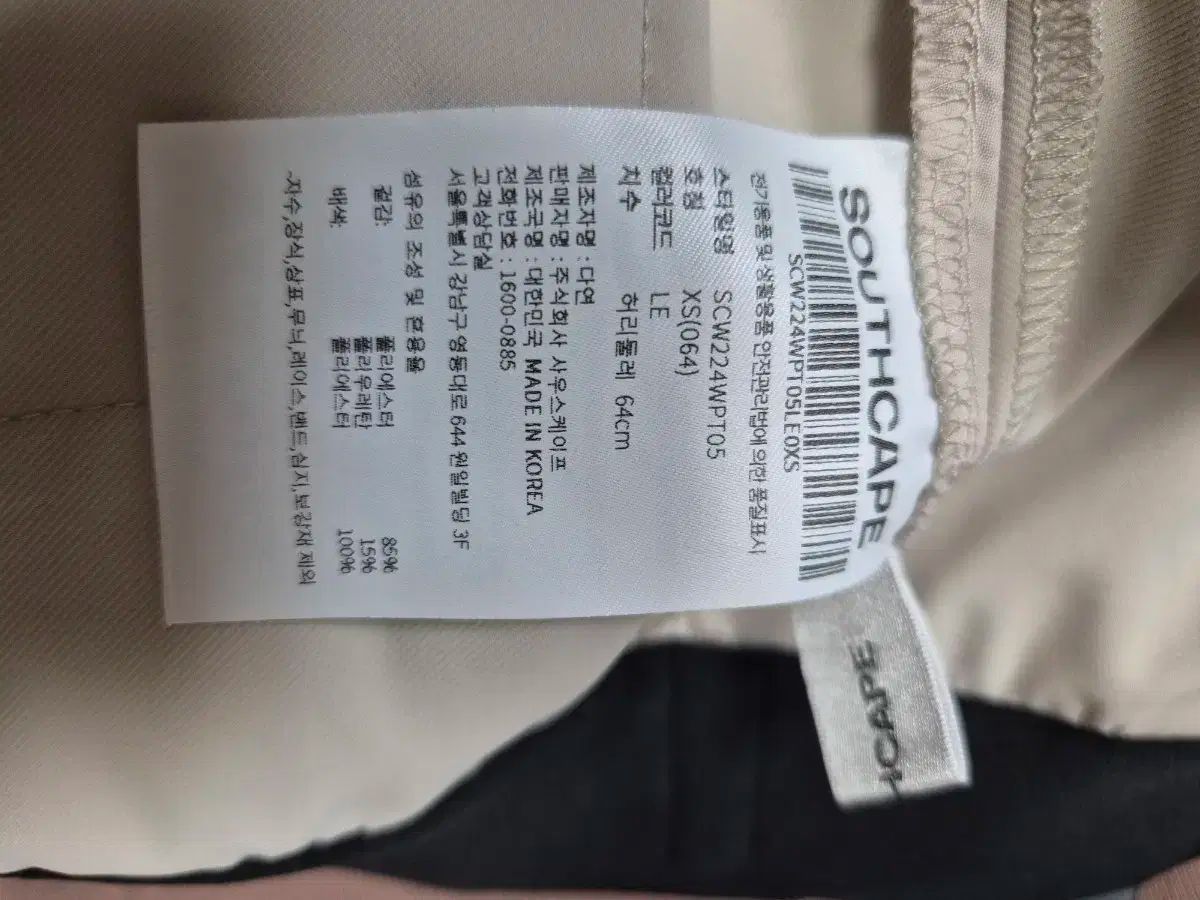 SOUTHCAPE
SCW224WPT05LE0XS
전기용품 및 생활용품 안전관리법에 의한 품질표시
스타일명 SCW224WPT05
호칭 XS(064)
컬러코드 LE
치수 허리둘레 64cm
제조자명 : 다연
판매자명 : 주식회사 사우스케이프
제조국명 : 대한민국 MADE IN KOREA
전화번호 : 1600-0885
고객상담실
서울특별시 강남구 영동대로 644 원일빌딩 3F
섬유의 조성 및 혼용율
겉감: 폴리에스터 85%
폴리우레탄 15%
배색: 폴리에스터 100%
-자수,장식,상표,무늬,레이스,밴드,심지,보강재 제외
HCAPE